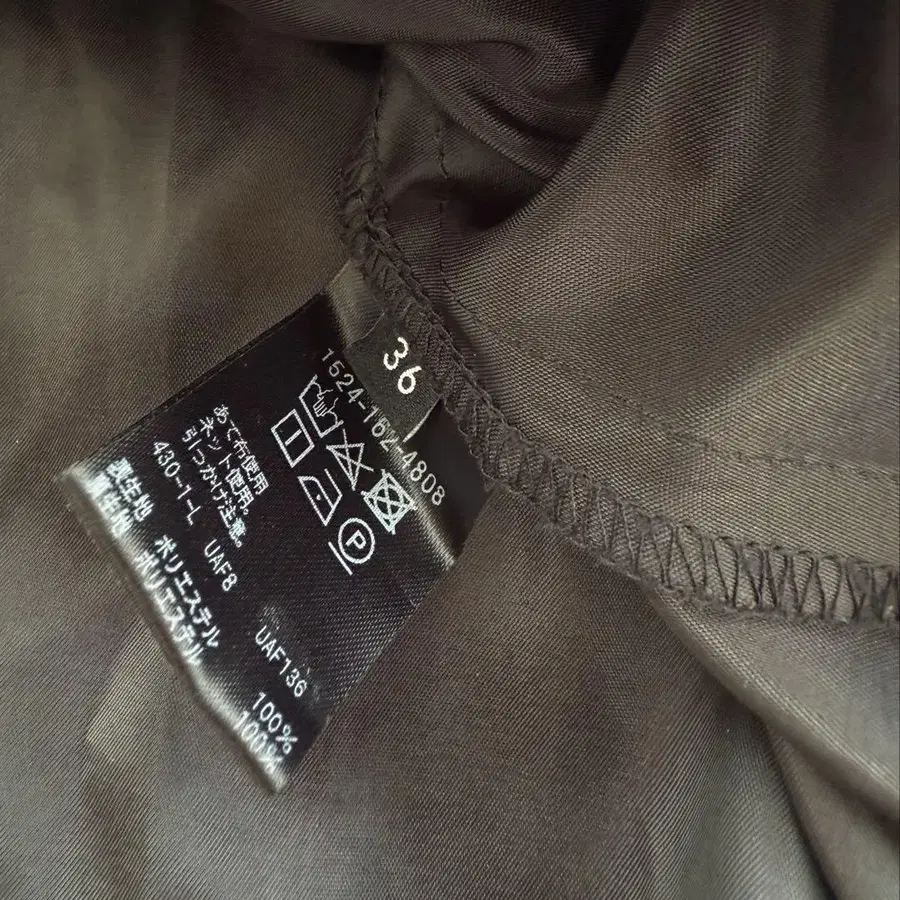 36
1524-162-4808
P
あて布使用
ネット使用。
引っかけ注意。
430-1-L UAF8 UAF136
表生地 ポリエステル 100%
裏生地 ポリエステル 100%